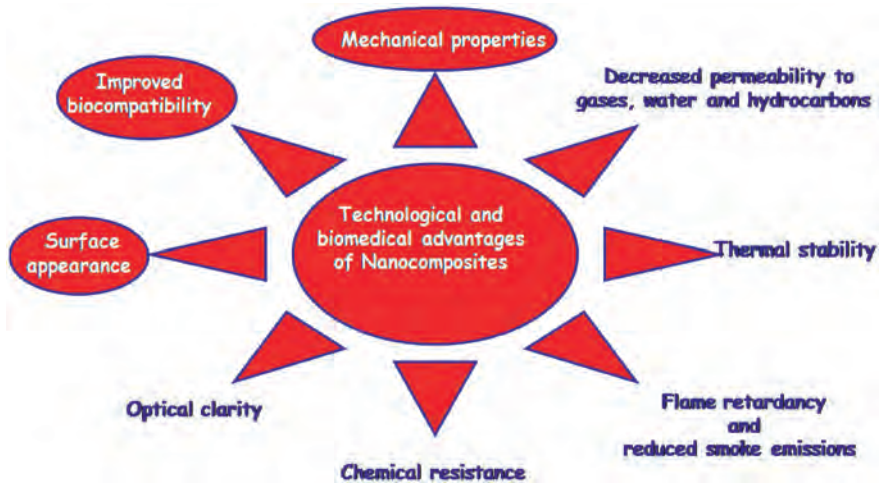 Mechanical properties
Improved
biocompatibility
Decreased permeability to
gases, water and hydrocarbons
Technological and
biomedical advantages
of Nanocomposites
Surface
appearance
Thermal stability
Optical clarity
Flame retardancy
and
reduced smoke emissions
Chemical resistance